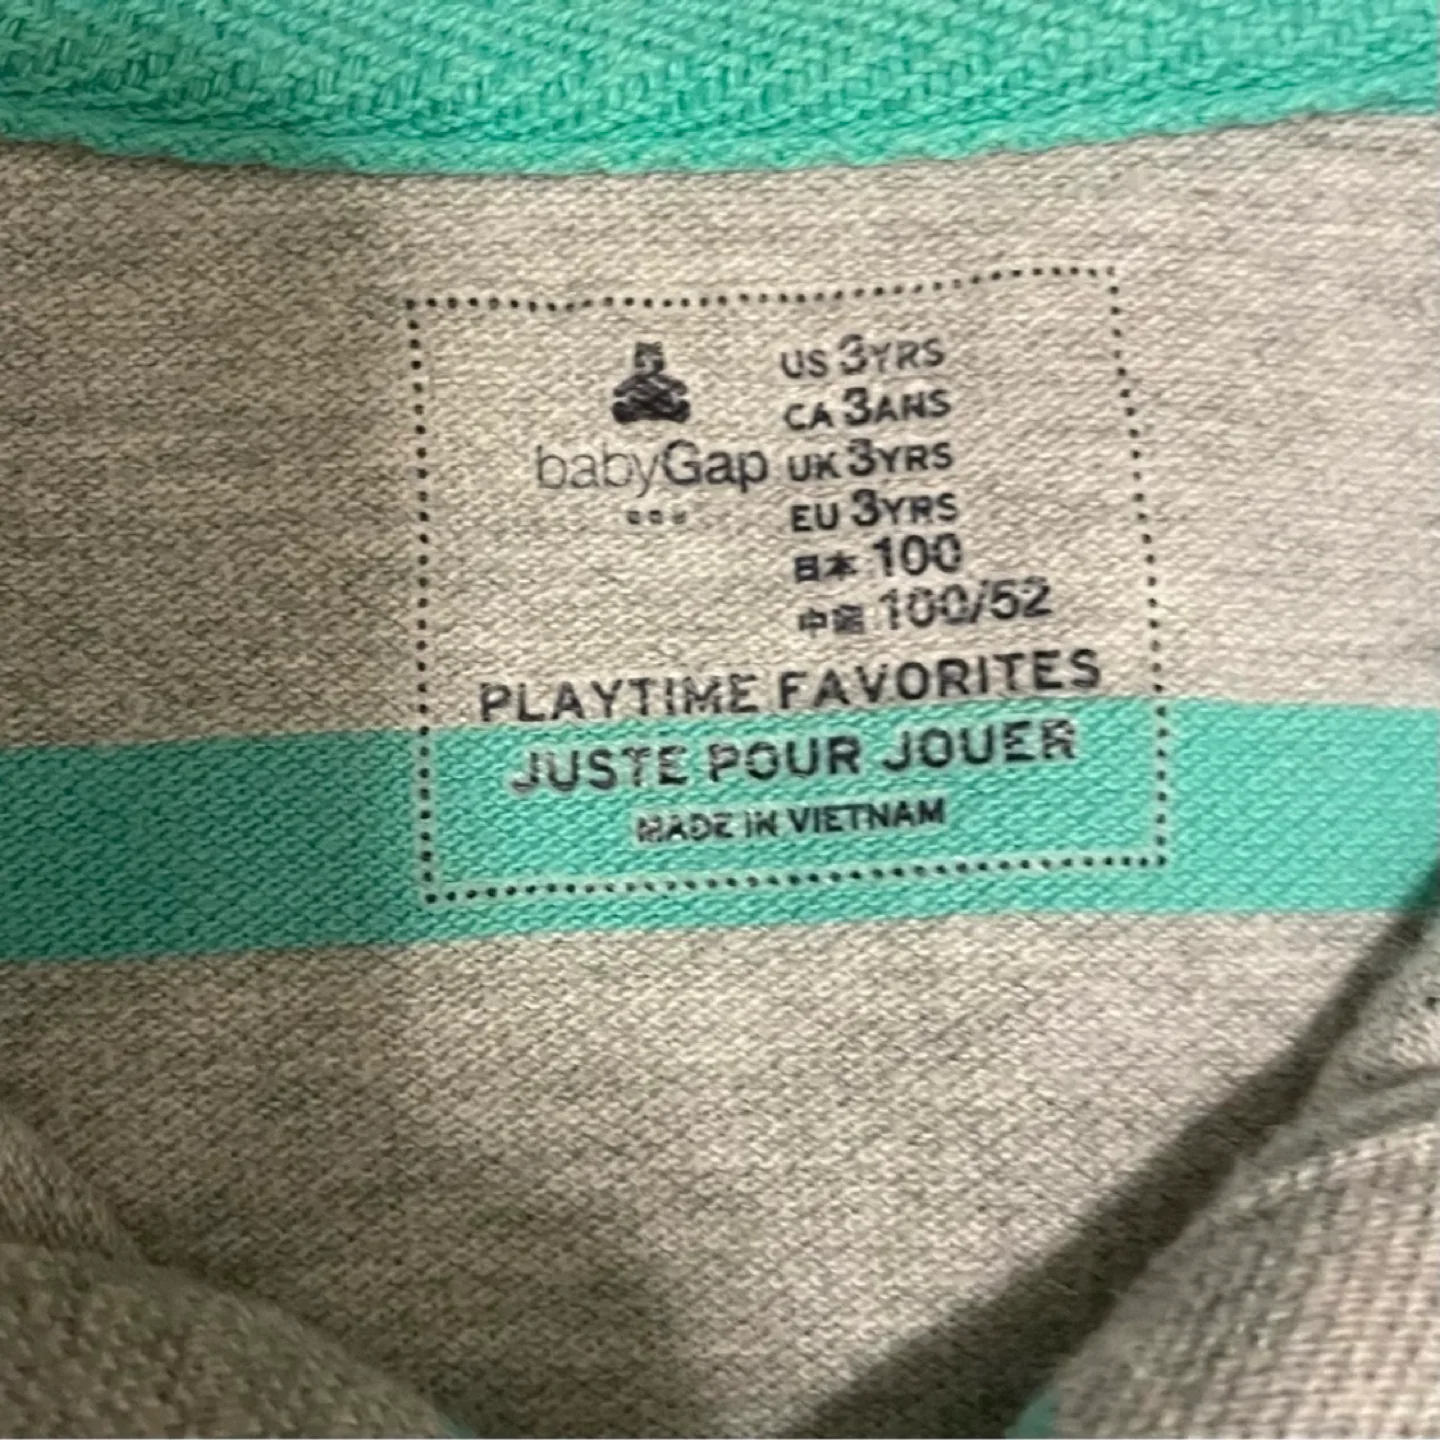 babyGap
US 3YRS
CA 3ANS
UK 3YRS
EU 3YRS
日本 100
中國 100/52
PLAYTIME FAVORITES
JUSTE POUR JOUER
MADE IN VIETNAM